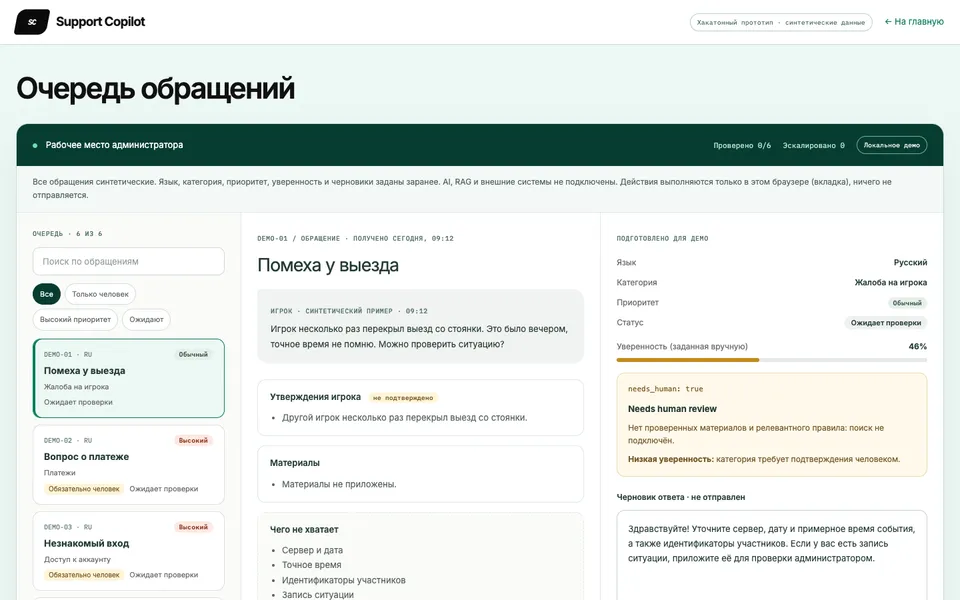 SC Support Copilot
Хакатонный прототип · синтетические данные
← На главную
Очередь обращений
Рабочее место администратора
Проверено 0/6 Эскалировано 0 Локальное демо
Все обращения синтетические. Язык, категория, приоритет, уверенность и черновики заданы заранее. AI, RAG и внешние системы не подключены. Действия выполняются только в этом браузере (вкладка), ничего не
отправляется.
ОЧЕРЕДЬ · 6 ИЗ 6
Поиск по обращениям
Все Только человек
Высокий приоритет Ожидают
DEMO-01 · RU Обычный
Помеха у выезда
Жалоба на игрока
Ожидает проверки
DEMO-02 · RU Высокий
Вопрос о платеже
Платежи
Обязательно человек Ожидает проверки
DEMO-03 · RU Высокий
Незнакомый вход
Доступ к аккаунту
Обязательно человек Ожидает проверки
DEMO-01 / ОБРАЩЕНИЕ · ПОЛУЧЕНО СЕГОДНЯ, 09:12
Помеха у выезда
ИГРОК · СИНТЕТИЧЕСКИЙ ПРИМЕР · 09:12
Игрок несколько раз перекрыл выезд со стоянки. Это было вечером,
точное время не помню. Можно проверить ситуацию?
Утверждения игрока не подтверждено
• Другой игрок несколько раз перекрыл выезд со стоянки.
Материалы
• Материалы не приложены.
Чего не хватает
• Сервер и дата
• Точное время
• Идентификаторы участников
• Запись ситуации
ПОДГОТОВЛЕНО ДЛЯ ДЕМО
Язык Русский
Категория Жалоба на игрока
Приоритет Обычный
Статус Ожидает проверки
Уверенность (заданная вручную) 46%
needs_human: true
Needs human review
Нет проверенных материалов и релевантного правила: поиск не
подключён.
Низкая уверенность: категория требует подтверждения человеком.
Черновик ответа · не отправлен
Здравствуйте! Уточните сервер, дату и примерное время события,
а также идентификаторы участников. Если у вас есть запись
ситуации, приложите её для проверки администратором.